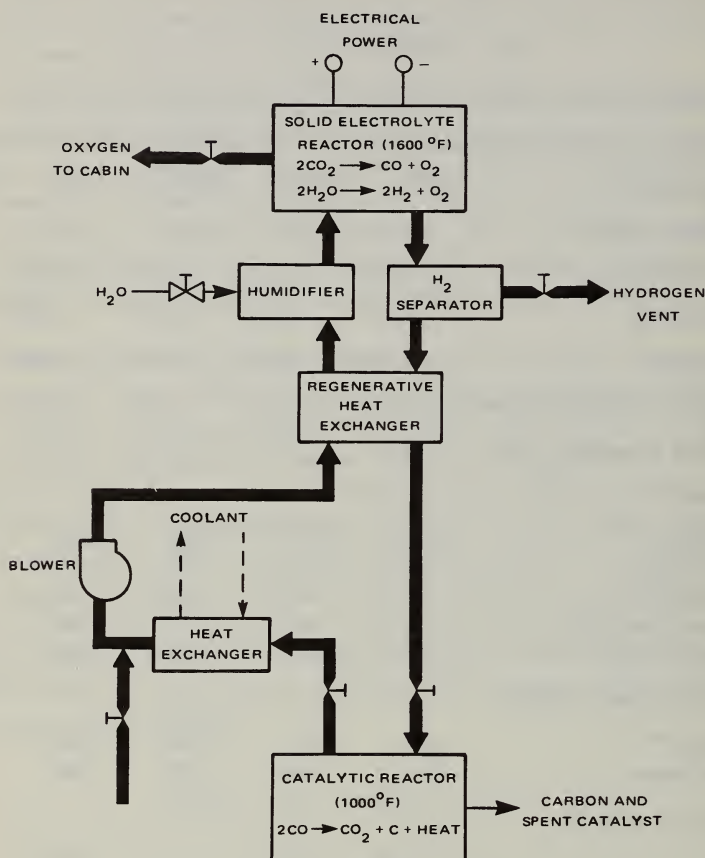 ELECTRICAL
POWER
+ −
SOLID ELECTROLYTE
REACTOR (1600 °F)
2CO₂ → CO + O₂
2H₂O → 2H₂ + O₂
OXYGEN
TO CABIN
H₂O
HUMIDIFIER
H₂
SEPARATOR
HYDROGEN
VENT
REGENERATIVE
HEAT
EXCHANGER
COOLANT
BLOWER
HEAT
EXCHANGER
CATALYTIC REACTOR
(1000°F)
2CO → CO₂ + C + HEAT
CARBON AND
SPENT CATALYST